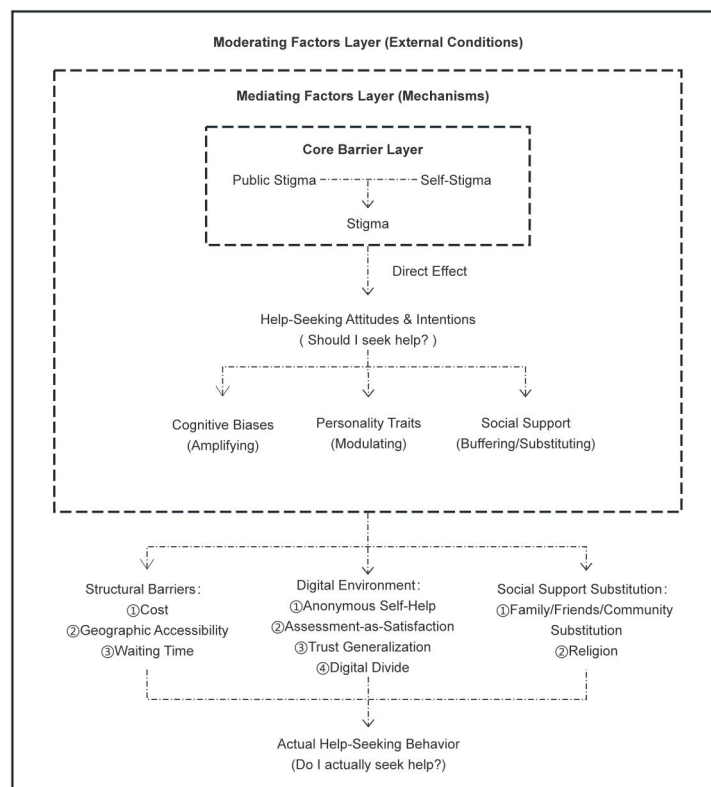 Moderating Factors Layer (External Conditions)
Mediating Factors Layer (Mechanisms)
Core Barrier Layer
Public Stigma
Self-Stigma
Stigma
Direct Effect
Help-Seeking Attitudes & Intentions
( Should I seek help? )
Cognitive Biases
(Amplifying)
Personality Traits
(Modulating)
Social Support
(Buffering/Substituting)
Structural Barriers:
①Cost
②Geographic Accessibility
③Waiting Time
Digital Environment:
①Anonymous Self-Help
②Assessment-as-Satisfaction
③Trust Generalization
④Digital Divide
Social Support Substitution:
①Family/Friends/Community
Substitution
②Religion
Actual Help-Seeking Behavior
(Do I actually seek help?)